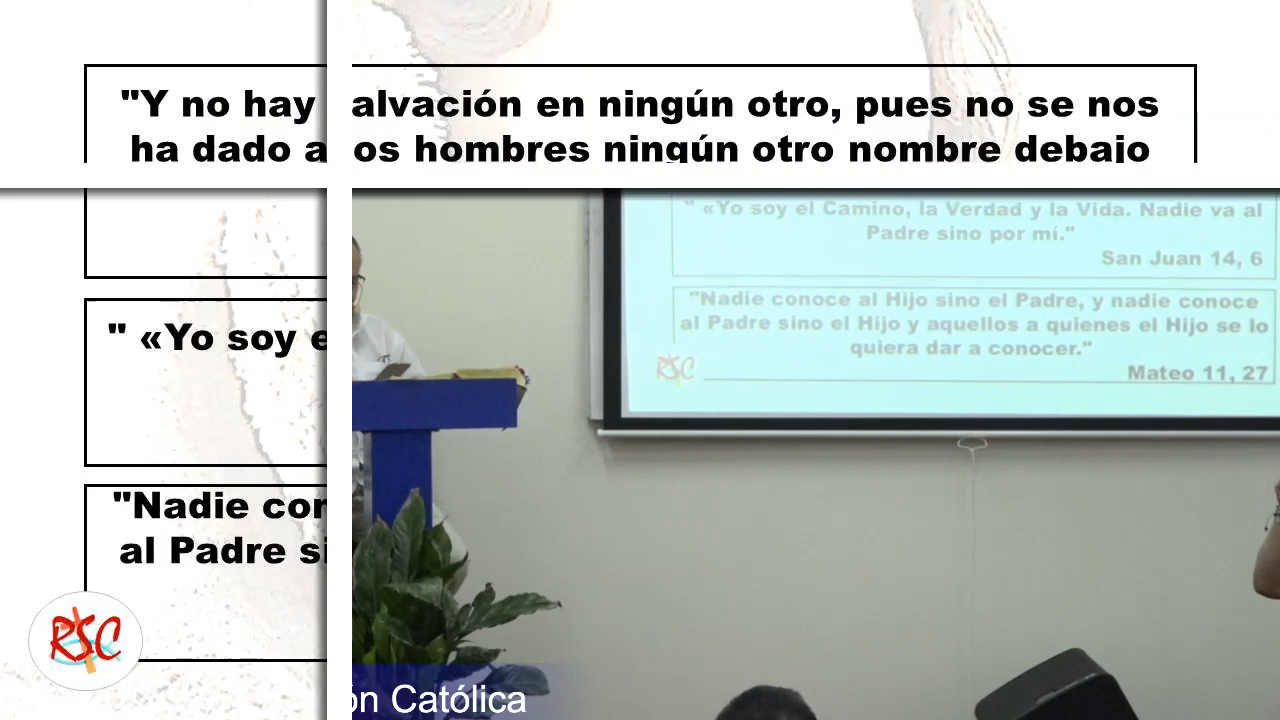 "Y no hay alvación en ningún otro, pues no se nos
ha dado a os hombres ningún otro nombre debajo
" «Yo soy e
"Nadie con
al Padre si
RSC
" «Yo soy el Camino, la Verdad y la Vida. Nadie va al
Padre sino por mí."
San Juan 14, 6
"Nadie conoce al Hijo sino el Padre, y nadie conoce
al Padre sino el Hijo y aquellos a quienes el Hijo se lo
quiera dar a conocer."
Mateo 11, 27
RSC
ón Católica